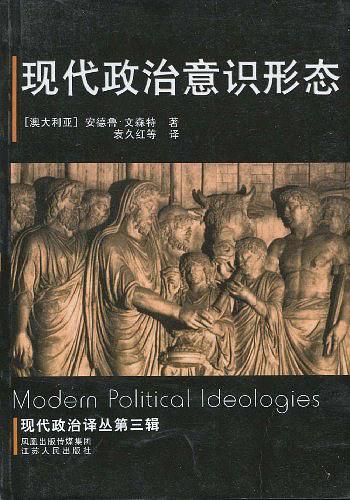 现代政治意识形态
[澳大利亚] 安德鲁·文森特 著
袁久红等 译
Modern Political Ideologies
现代政治译丛第三辑
凤凰出版传媒集团
江苏人民出版社